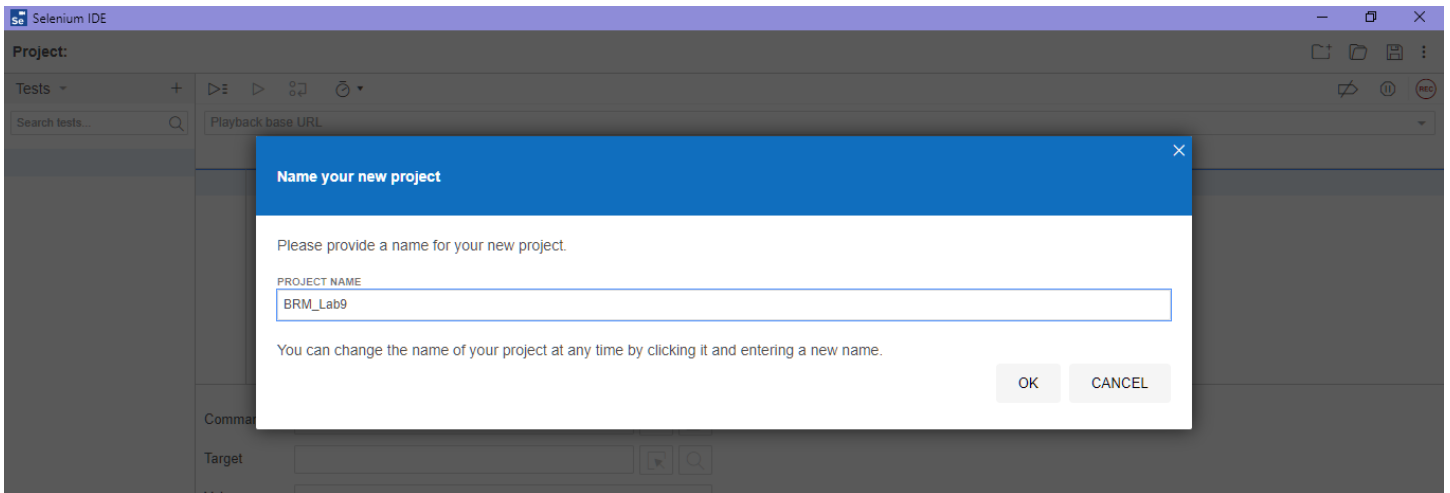 Se Selenium IDE
Project:
Tests +
REC
Search tests...
Playback base URL
Name your new project
Please provide a name for your new project.
PROJECT NAME
BRM_Lab9
You can change the name of your project at any time by clicking it and entering a new name.
OK CANCEL
Target